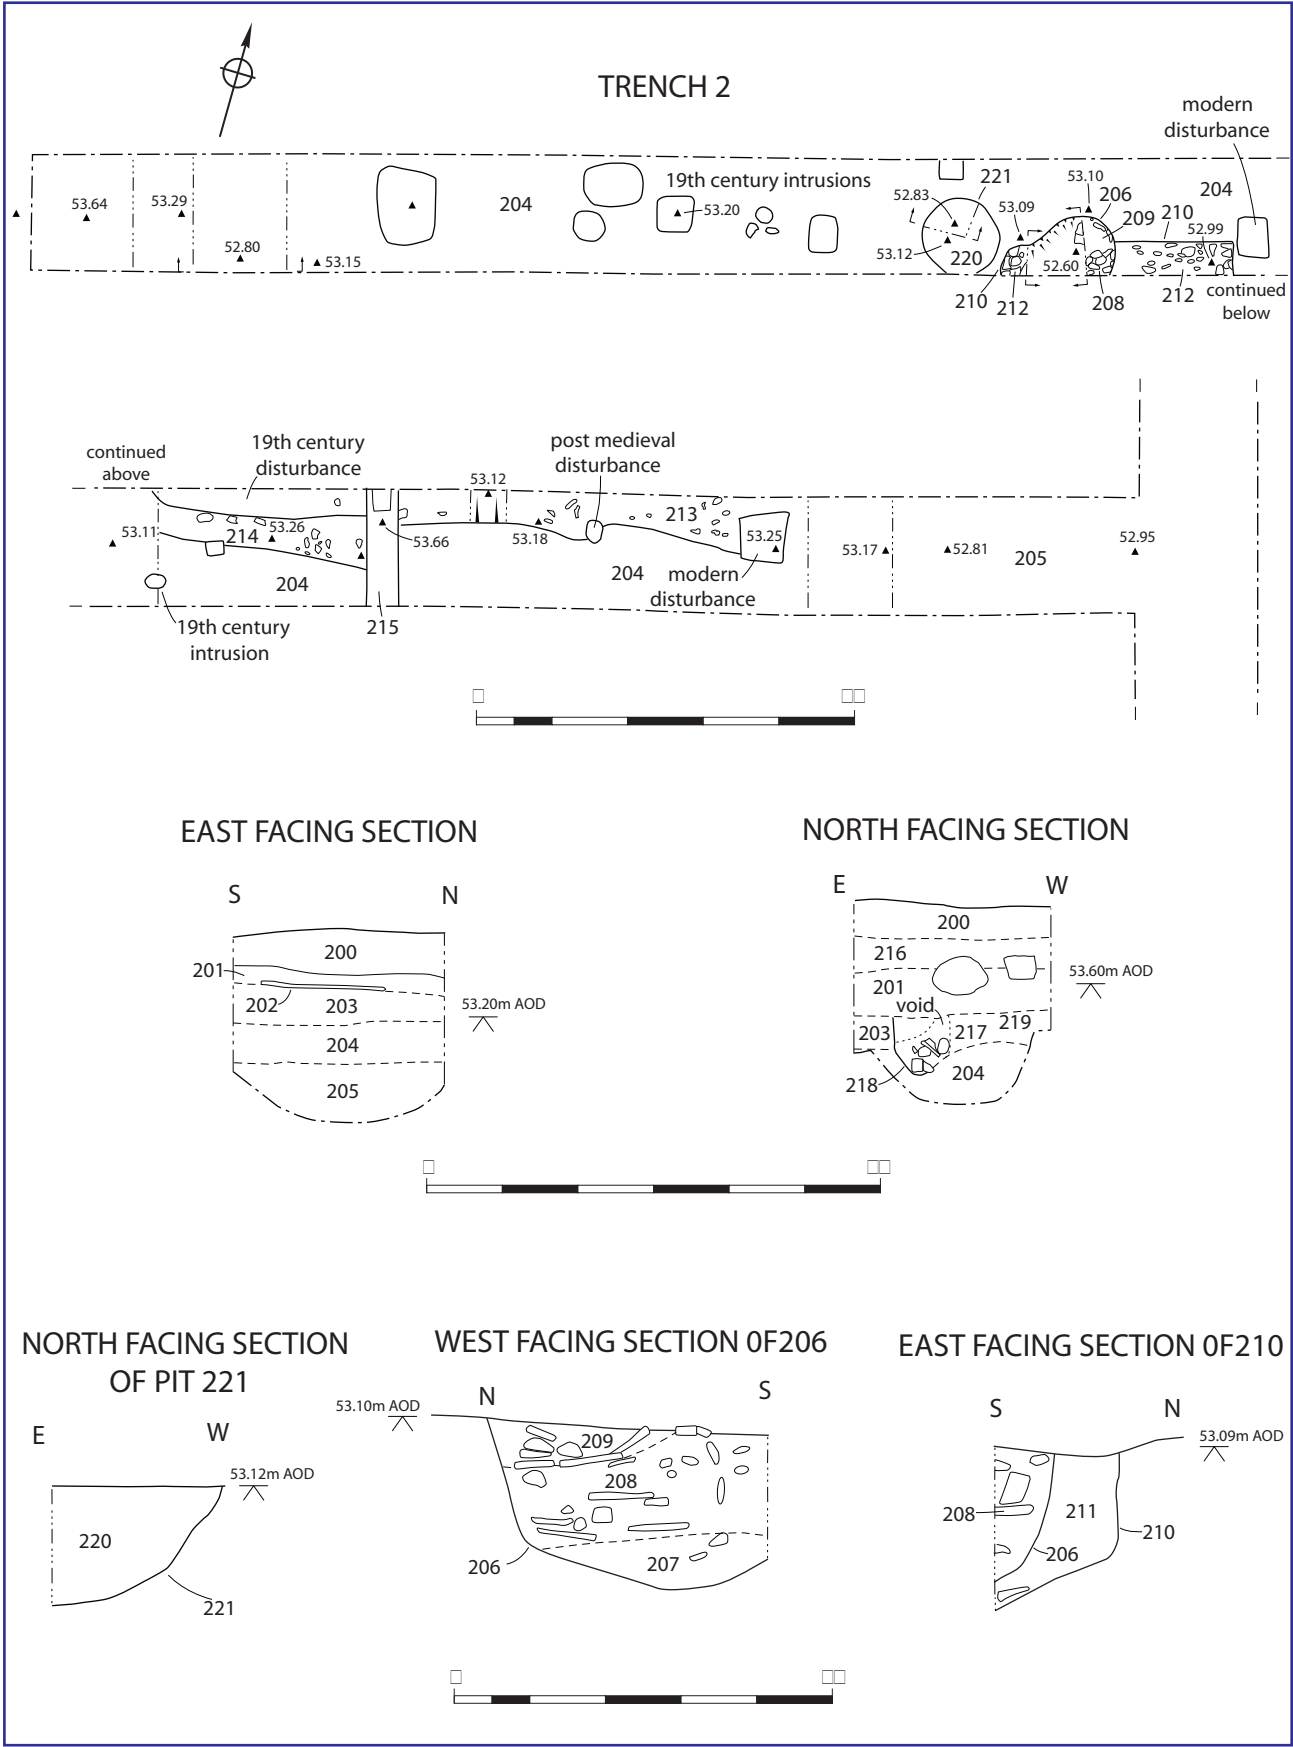 TRENCH 2
modern
disturbance
53.64
53.29
52.80
53.15
204
19th century intrusions
53.20
52.83
221
53.12
220
53.09
53.10
206
209
204
210
52.99
52.60
210
212
208
212
continued
below
continued
above
19th century
disturbance
53.12
post medieval
disturbance
53.11
214
53.26
53.66
53.18
213
53.25
53.17
52.81
205
52.95
204
204
modern
disturbance
19th century
intrusion
215
EAST FACING SECTION
S
N
200
201
202
203
204
205
53.20m AOD
NORTH FACING SECTION
E
W
200
216
201
53.60m AOD
void
203
217
219
218
204
NORTH FACING SECTION
OF PIT 221
E
W
53.12m AOD
220
221
WEST FACING SECTION 0F206
53.10m AOD
N
S
209
208
206
207
EAST FACING SECTION 0F210
S
N
53.09m AOD
208
211
210
206